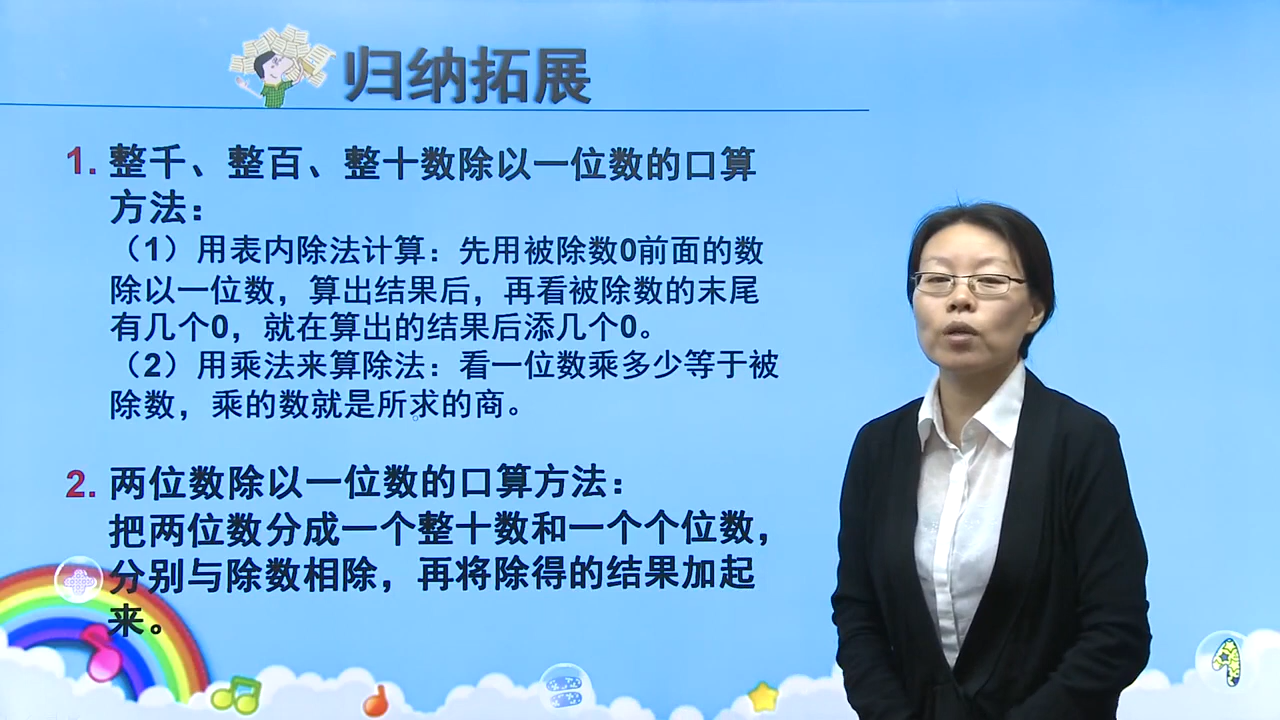 归纳拓展
1. 整千、整百、整十数除以一位数的口算
方法：
（1）用表内除法计算：先用被除数0前面的数
除以一位数，算出结果后，再看被除数的末尾
有几个0，就在算出的结果后添几个0。
（2）用乘法来算除法：看一位数乘多少等于被
除数，乘的数就是所求的商。
2. 两位数除以一位数的口算方法：
把两位数分成一个整十数和一个个位数，
分别与除数相除，再将除得的结果加起
来。